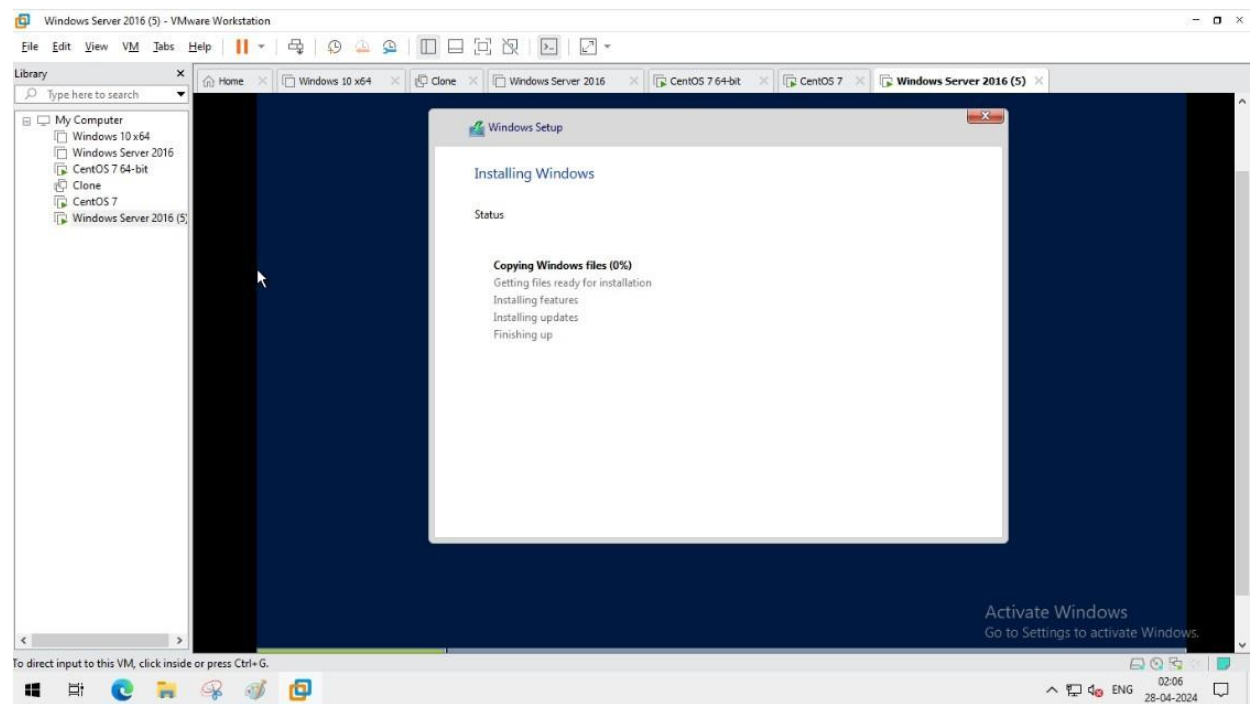 Windows Server 2016 (5) - VMware Workstation
File Edit View VM Tabs Help
Library
Type here to search
My Computer
Windows 10 x64
Windows Server 2016
CentOS 7 64-bit
Clone
CentOS 7
Windows Server 2016 (5)
Home Windows 10 x64 Clone Windows Server 2016 CentOS 7 64-bit CentOS 7 Windows Server 2016 (5)
Windows Setup
Installing Windows
Status
Copying Windows files (0%)
Getting files ready for installation
Installing features
Installing updates
Finishing up
Activate Windows
Go to Settings to activate Windows.
To direct input to this VM, click inside or press Ctrl+G.
ENG
02:06
28-04-2024